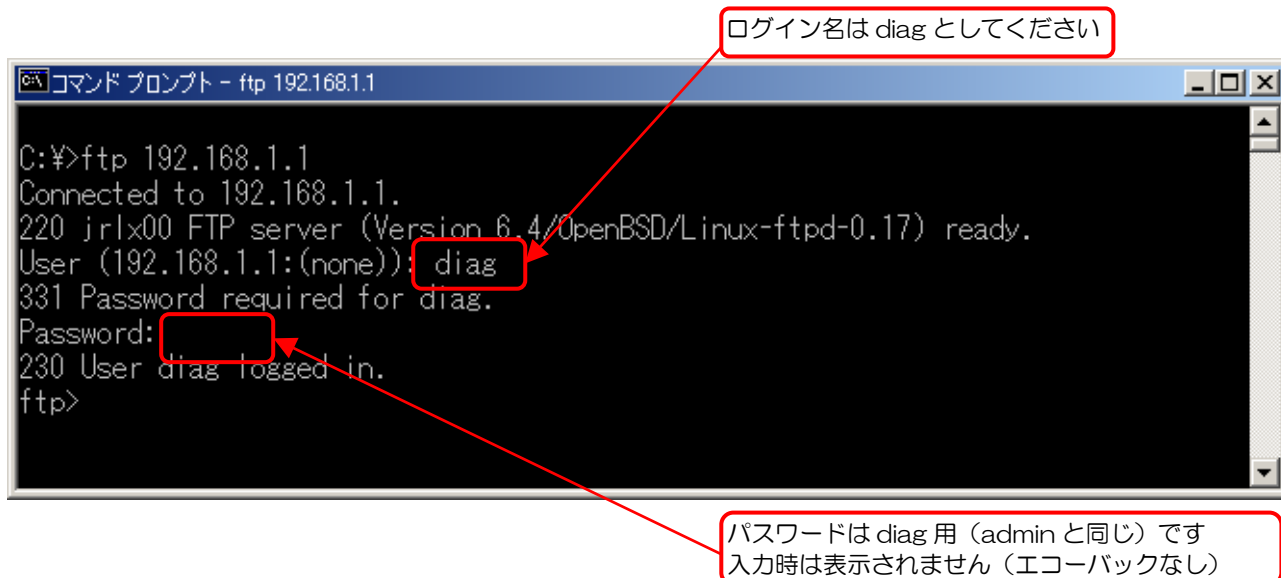 ログイン名は diag としてください
コマンド プロンプト - ftp 192.168.1.1
C:¥>ftp 192.168.1.1
Connected to 192.168.1.1.
220 jrlx00 FTP server (Version 6.4/OpenBSD/Linux-ftpd-0.17) ready.
User (192.168.1.1:(none)): diag
331 Password required for diag.
Password:
230 User diag logged in.
ftp>
パスワードは diag 用（admin と同じ）です
入力時は表示されません（エコーバックなし）